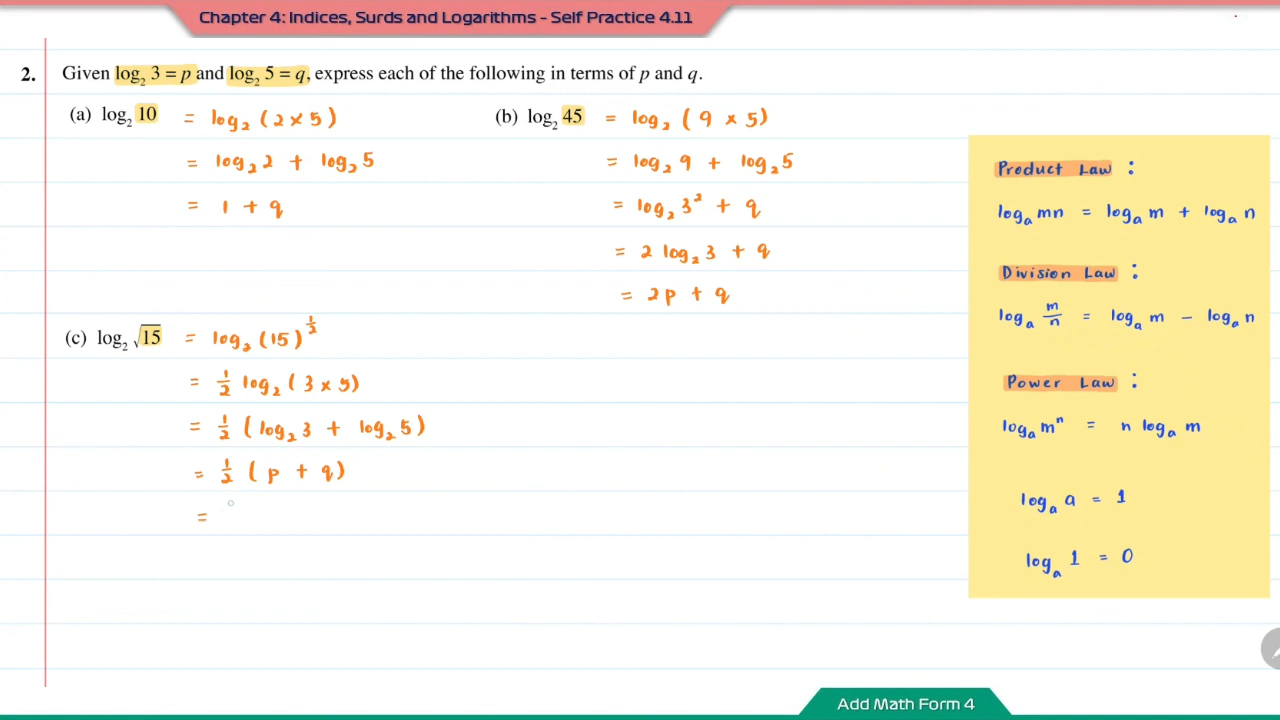 Chapter 4: Indices, Surds and Logarithms - Self Practice 4.11
2. Given log₂ 3 = p and log₂ 5 = q, express each of the following in terms of p and q.
(a) log₂ 10 = log₂ (2 × 5)
= log₂ 2 + log₂ 5
= 1 + q
(b) log₂ 45 = log₂ (9 × 5)
= log₂ 9 + log₂ 5
= log₂ 3² + q
= 2 log₂ 3 + q
= 2p + q
(c) log₂ √15 = log₂ (15)^½
= ½ log₂ (3 × 5)
= ½ (log₂ 3 + log₂ 5)
= ½ (p + q)
=
Product Law :
logₐ mn = logₐ m + logₐ n
Division Law :
logₐ m/n = logₐ m − logₐ n
Power Law :
logₐ mⁿ = n logₐ m
logₐ a = 1
logₐ 1 = 0
Add Math Form 4